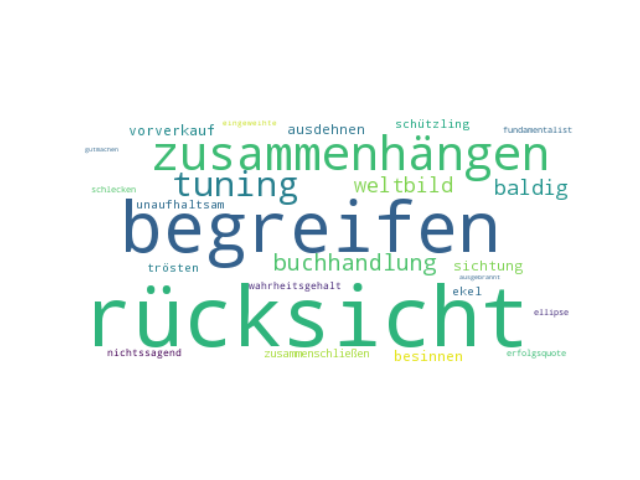 eingeweihte
vorverkauf ausdehnen schützling fundamentalist
gutmachen zusammenhängen
schiecken tuning weltbild baldig
unaufhaltsam
begreifen
trösten buchhandlung sichtung
ausgebrannt
wahrheitsgehalt ekel
rücksicht ellipse
nichtssagend zusammenschließen besinnen erfolgsquote